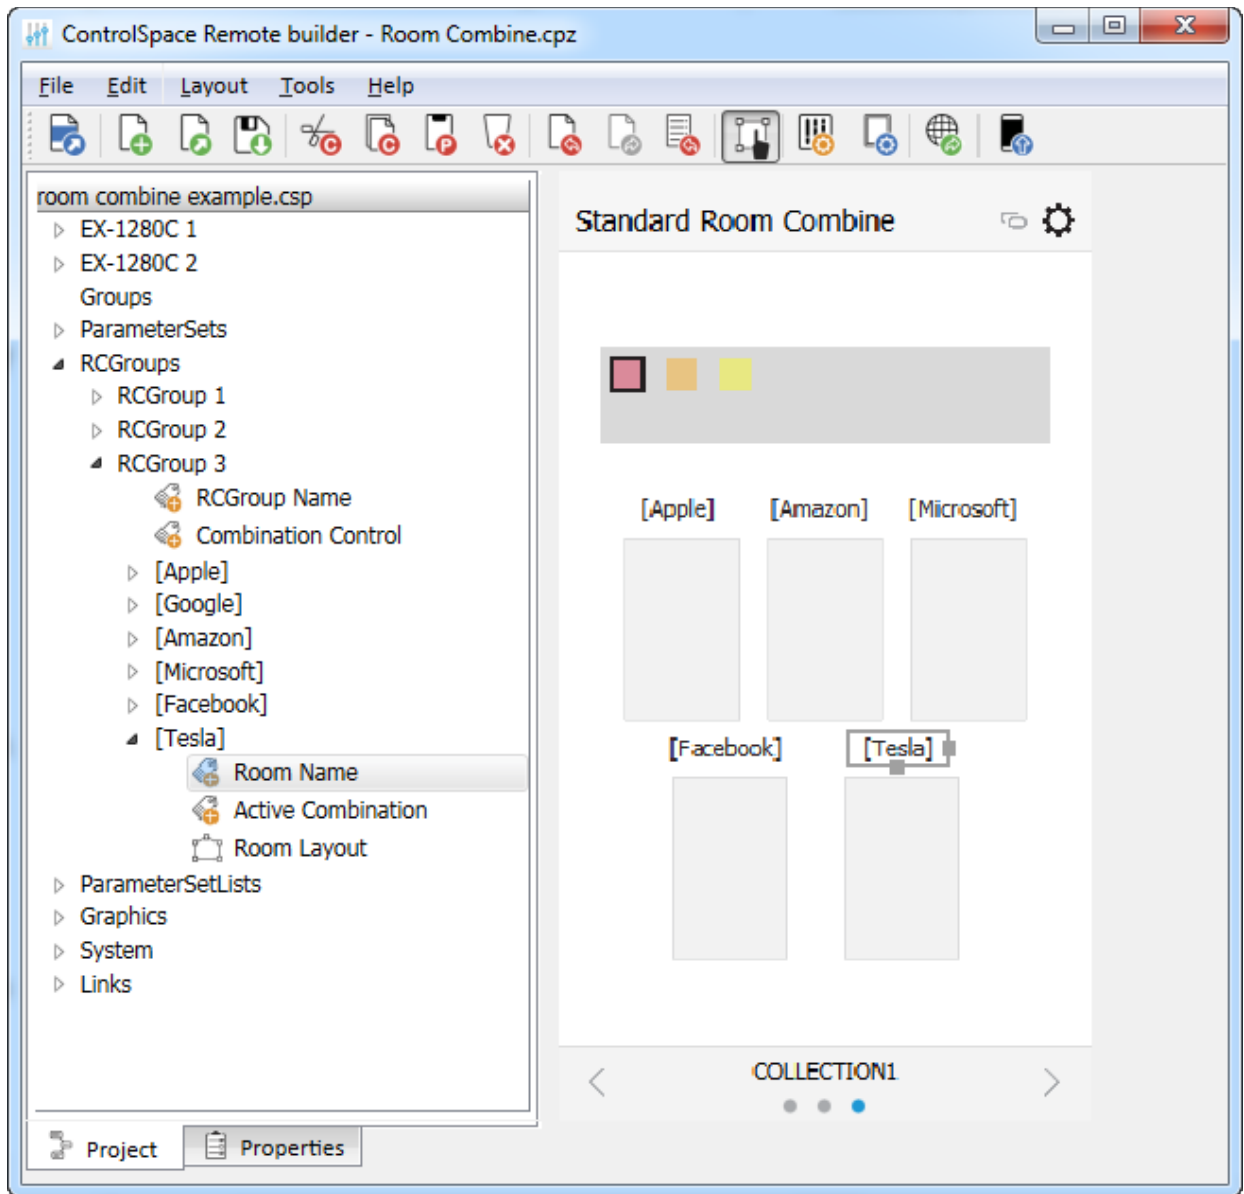 ControlSpace Remote builder - Room Combine.cpz
File Edit Layout Tools Help
room combine example.csp
EX-1280C 1
EX-1280C 2
Groups
ParameterSets
RCGroups
RCGroup 1
RCGroup 2
RCGroup 3
RCGroup Name
Combination Control
[Apple]
[Google]
[Amazon]
[Microsoft]
[Facebook]
[Tesla]
Room Name
Active Combination
Room Layout
ParameterSetLists
Graphics
System
Links
Project Properties
Standard Room Combine
[Apple] [Amazon] [Microsoft]
[Facebook] [Tesla]
COLLECTION1